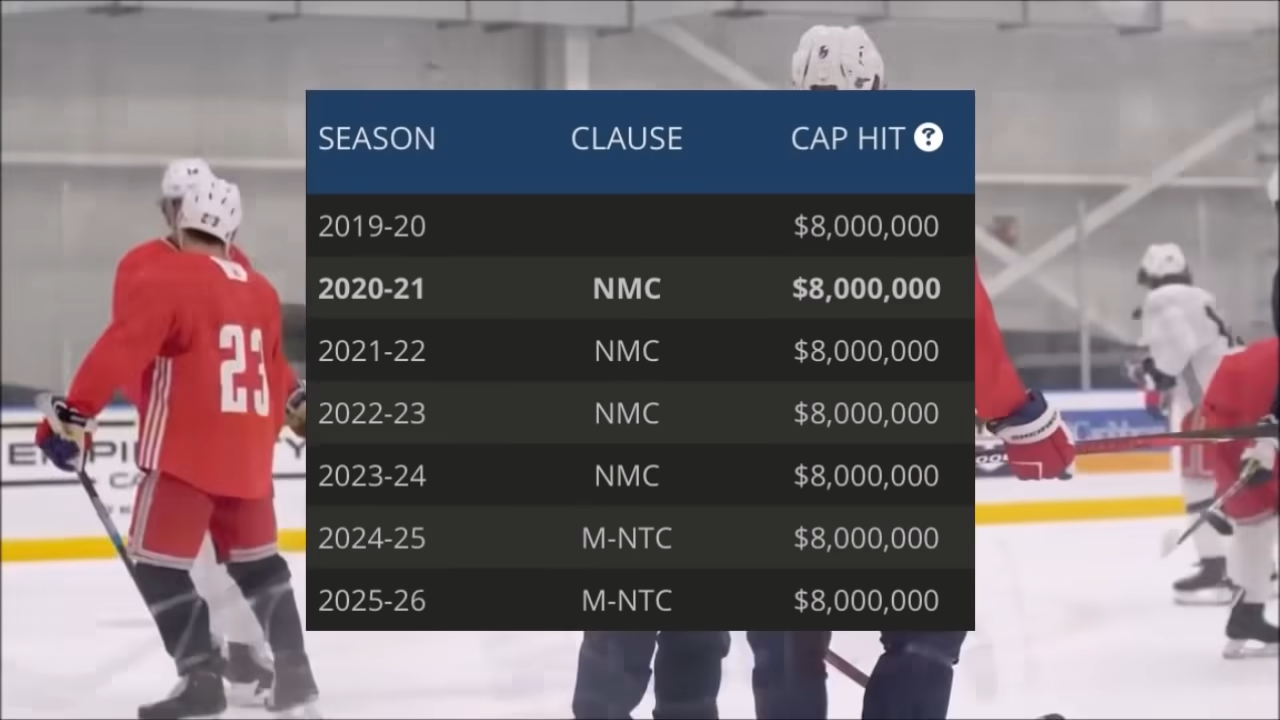 SEASON CLAUSE CAP HIT ?
2019-20 $8,000,000
2020-21 NMC $8,000,000
2021-22 NMC $8,000,000
2022-23 NMC $8,000,000
2023-24 NMC $8,000,000
2024-25 M-NTC $8,000,000
2025-26 M-NTC $8,000,000
23